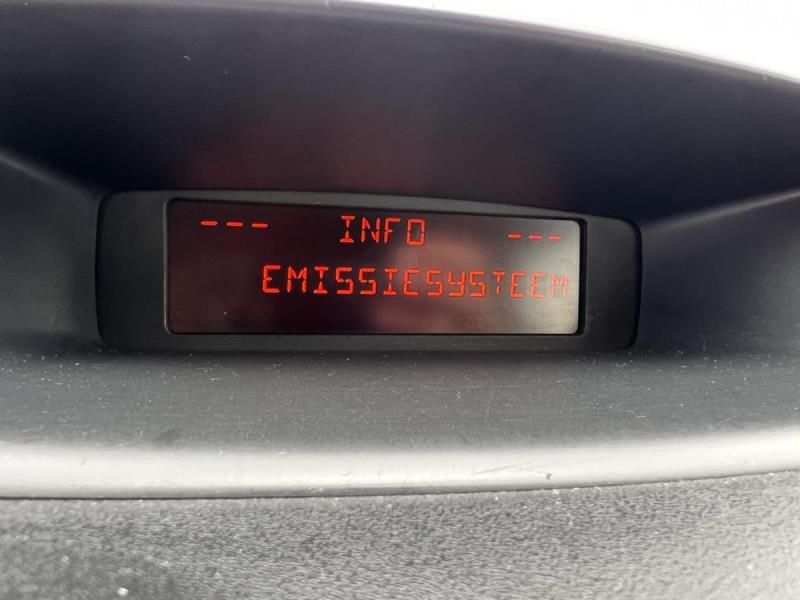 --- INFO ---
EMISSIESYSTEEM